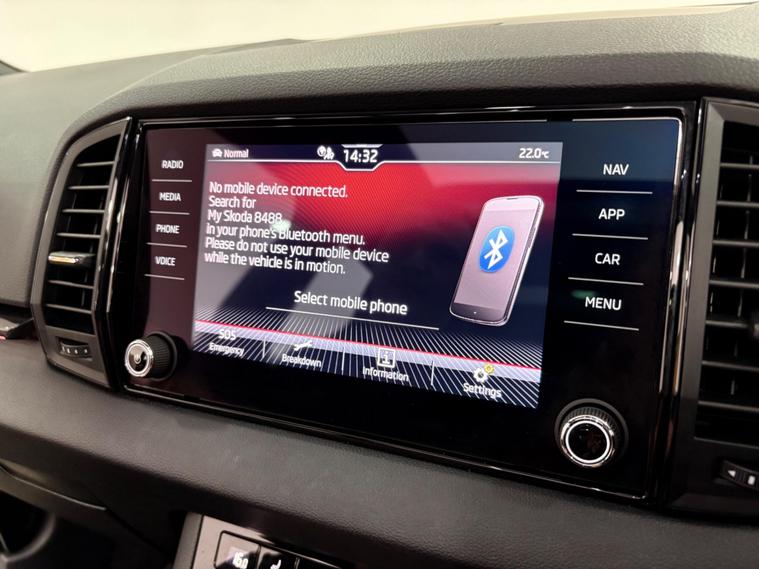 Normal
14:32
22.0°C
RADIO
MEDIA
PHONE
VOICE
No mobile device connected.
Search for
My Skoda 8488
in your phone's Bluetooth menu.
Please do not use your mobile device
while the vehicle is in motion.
Select mobile phone
SOS
Emergency
Breakdown
Information
Settings
NAV
APP
CAR
MENU